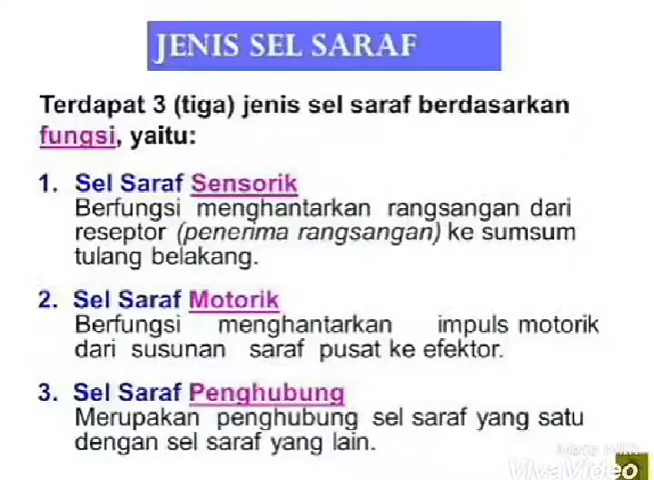 JENIS SEL SARAF
Terdapat 3 (tiga) jenis sel saraf berdasarkan
fungsi, yaitu:
1. Sel Saraf Sensorik
Berfungsi menghantarkan rangsangan dari
reseptor (penerima rangsangan) ke sumsum
tulang belakang.
2. Sel Saraf Motorik
Berfungsi menghantarkan impuls motorik
dari susunan saraf pusat ke efektor.
3. Sel Saraf Penghubung
Merupakan penghubung sel saraf yang satu
dengan sel saraf yang lain.
Made With
VivaVideo